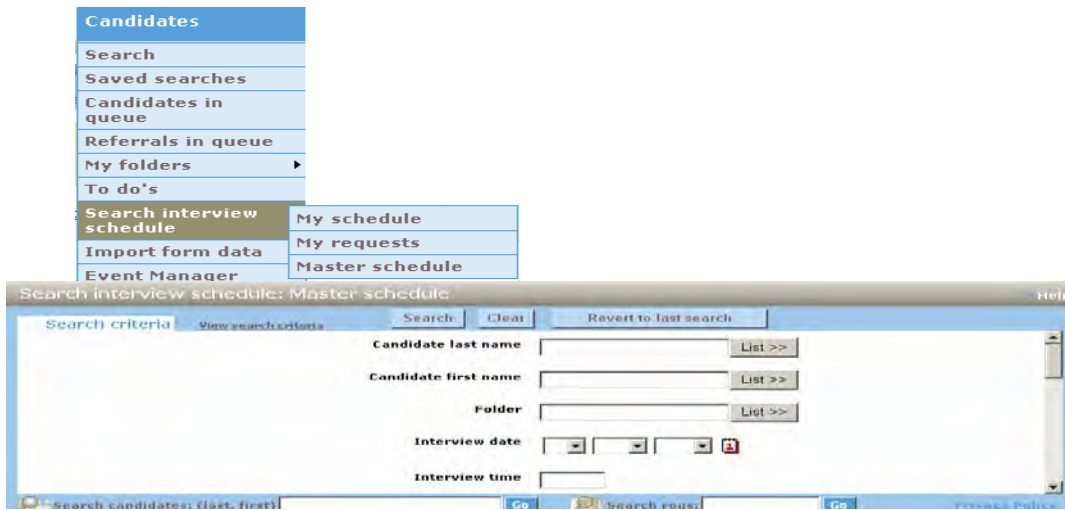 Candidates
Search
Saved searches
Candidates in
queue
Referrals in queue
My folders
To do's
Search interview
schedule
My schedule
My requests
Import form data
Master schedule
Event Manager
Search interview schedule: Master schedule
Help
Search criteria View search criteria Search Clear Revert to last search
Candidate last name List >>
Candidate first name List >>
Folder List >>
Interview date
Interview time
Search candidates: (last, first) Go Search reqs: Go Privacy Policy